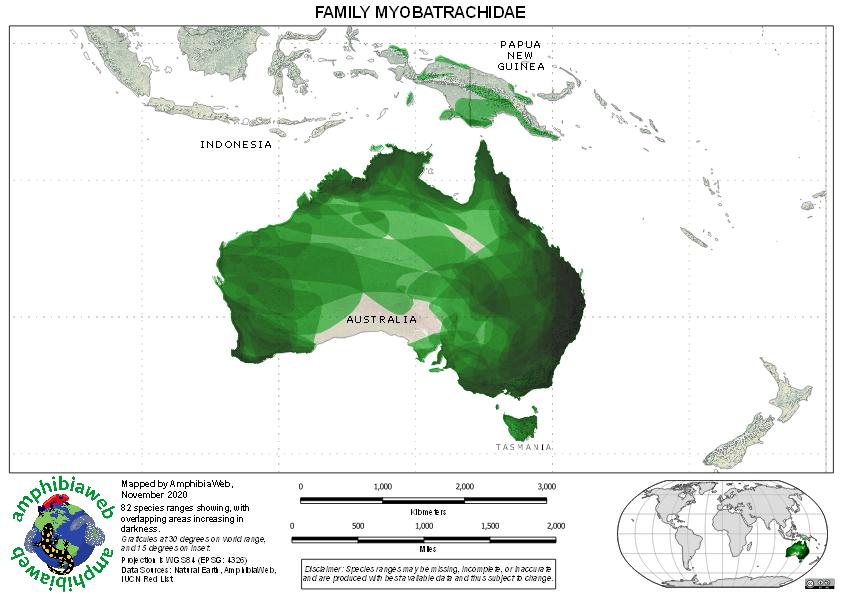 FAMILY MYOBATRACHIDAE
PAPUA
NEW
GUINEA
INDONESIA
AUSTRALIA
TASMANIA
amphibiaweb
amphibiaweb
Mapped by AmphibiaWeb,
November 2020
82 species ranges showing, with
overlapping areas increasing in
darkness.
Graticules at 30 degrees on world range,
and 15 degrees on inset.
Projection is WGS84 (EPSG: 4326)
Data Sources: Natural Earth, AmphibiaWeb,
IUCN Red List
0 1,000 2,000 3,000
Kilometers
0 500 1,000 1,500 2,000
Miles
Disclaimer: Species ranges may be missing, incomplete, or inaccurate
and are produced with best available data and thus subject to change.